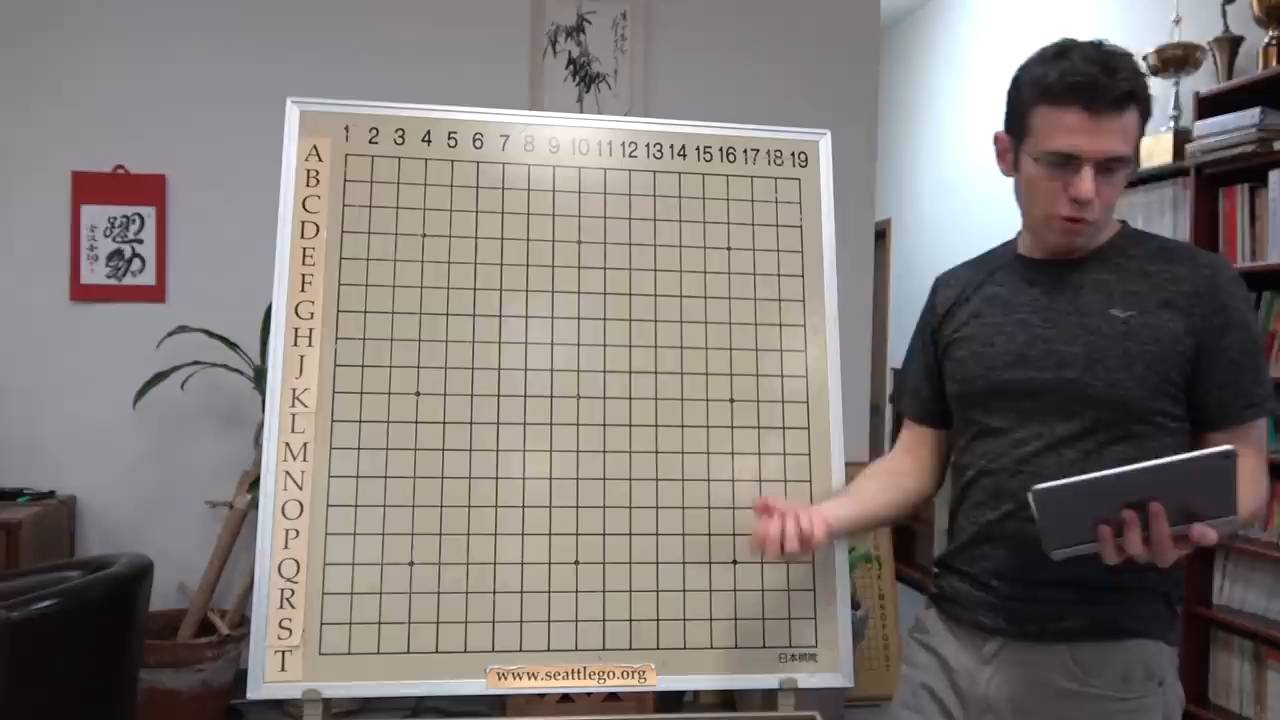 1 2 3 4 5 6 7 8 9 10 11 12 13 14 15 16 17 18 19
A
B
C
D
E
F
G
H
J
K
L
M
N
O
P
Q
R
S
T
日本棋院
www.seattlego.org